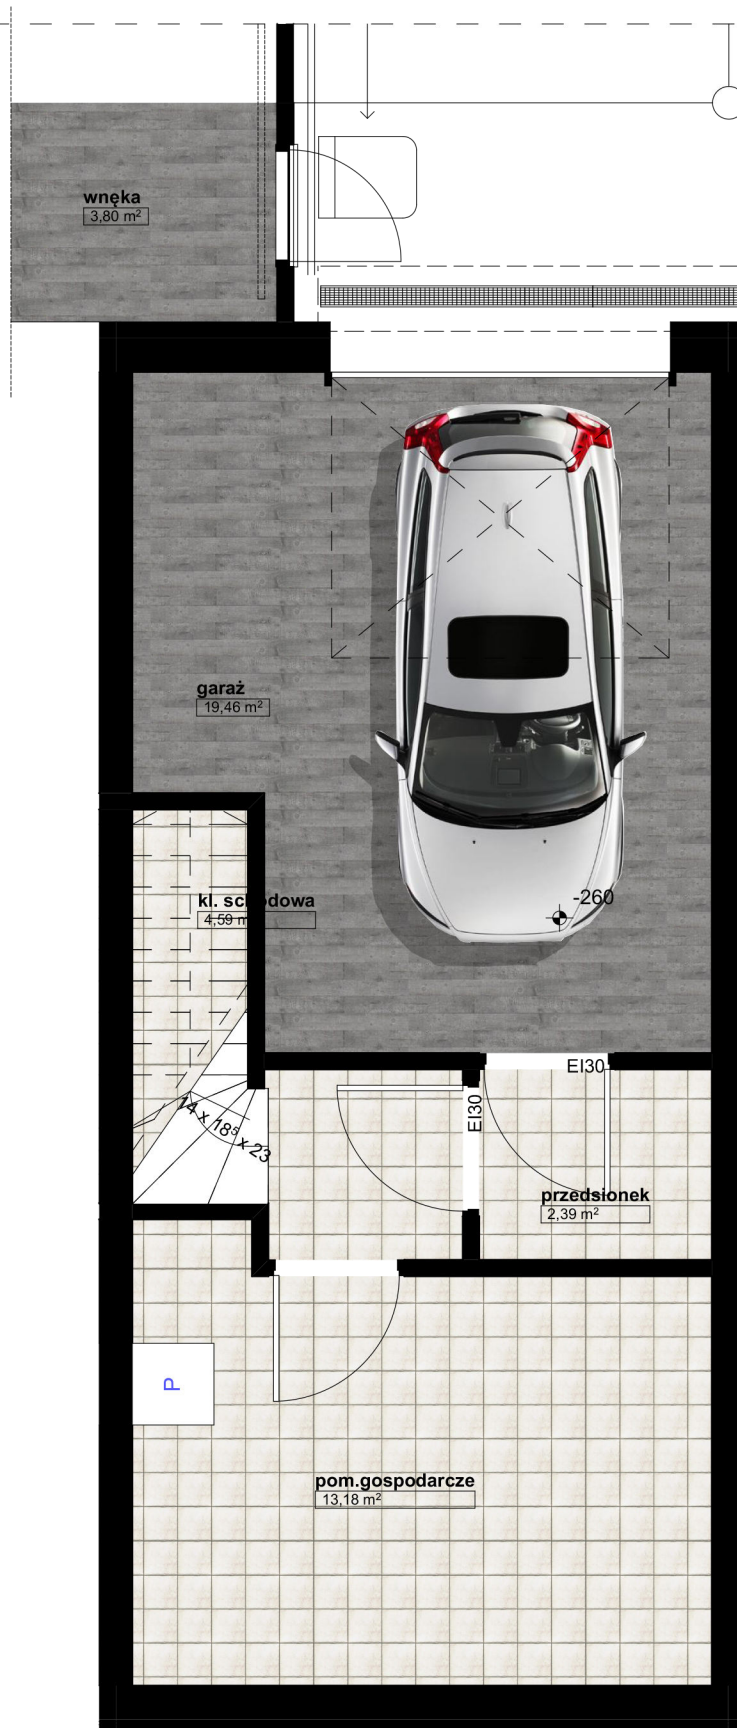 wnęka
3,80 m²
garaż
19,46 m²
kl. schodowa
4,59 m²
-260
EI30
EI30
14 x 18⁵ x 23
przedsionek
2,39 m²
P
pom.gospodarcze
13,18 m²